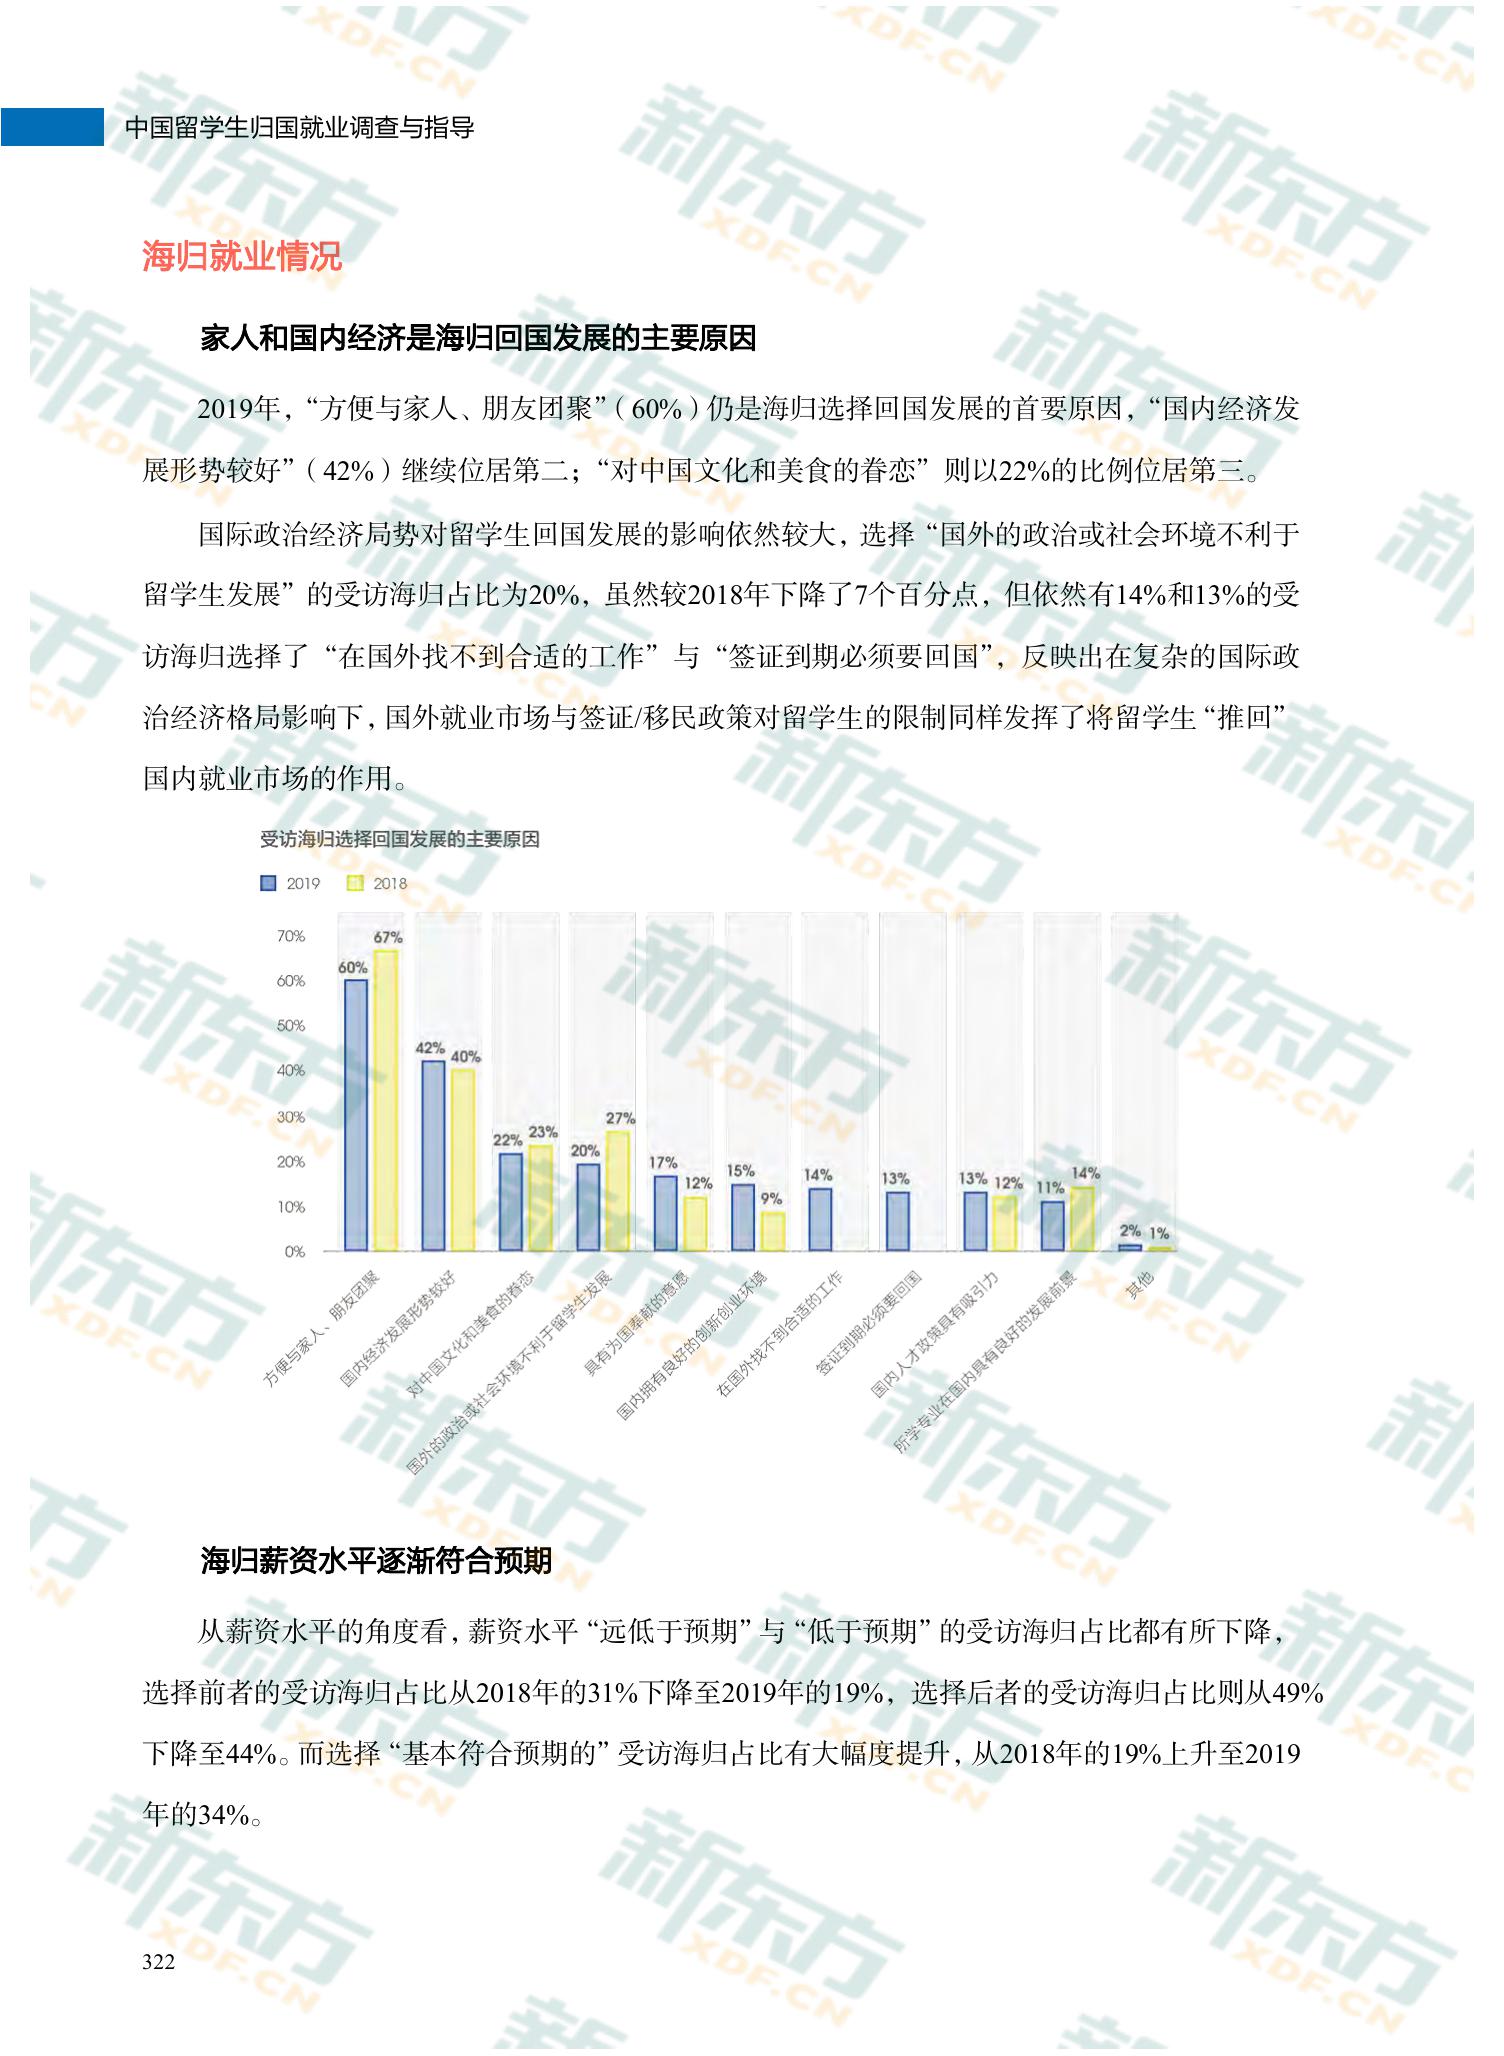 中国留学生归国就业调查与指导
海归就业情况
家人和国内经济是海归回国发展的主要原因
2019年，“方便与家人、朋友团聚”（60%）仍是海归选择回国发展的首要原因，“国内经济发
展形势较好”（42%）继续位居第二；“对中国文化和美食的眷恋”则以22%的比例位居第三。
国际政治经济局势对留学生回国发展的影响依然较大，选择“国外的政治或社会环境不利于
留学生发展”的受访海归占比为20%，虽然较2018年下降了7个百分点，但依然有14%和13%的受
访海归选择了“在国外找不到合适的工作”与“签证到期必须要回国”，反映出在复杂的国际政
治经济格局影响下，国外就业市场与签证/移民政策对留学生的限制同样发挥了将留学生“推回”
国内就业市场的作用。
受访海归选择回国发展的主要原因
2019 2018
70%
60%
50%
40%
30%
20%
10%
0%
60% 67%
42% 40%
22% 23%
20% 27%
17% 12%
15% 9%
14%
13%
13% 12%
11% 14%
2% 1%
方便与家人、朋友团聚
国内经济发展形势较好
对中国文化和美食的眷恋
国外的政治或社会环境不利于留学生发展
具有为国奉献的意愿
国内拥有良好的创新创业环境
在国外找不到合适的工作
签证到期必须要回国
国内人才政策具有吸引力
所学专业在国内具有良好的发展前景
其他
海归薪资水平逐渐符合预期
从薪资水平的角度看，薪资水平“远低于预期”与“低于预期”的受访海归占比都有所下降，
选择前者的受访海归占比从2018年的31%下降至2019年的19%，选择后者的受访海归占比则从49%
下降至44%。而选择“基本符合预期的”受访海归占比有大幅度提升，从2018年的19%上升至2019
年的34%。
322
新东方
XDF.CN